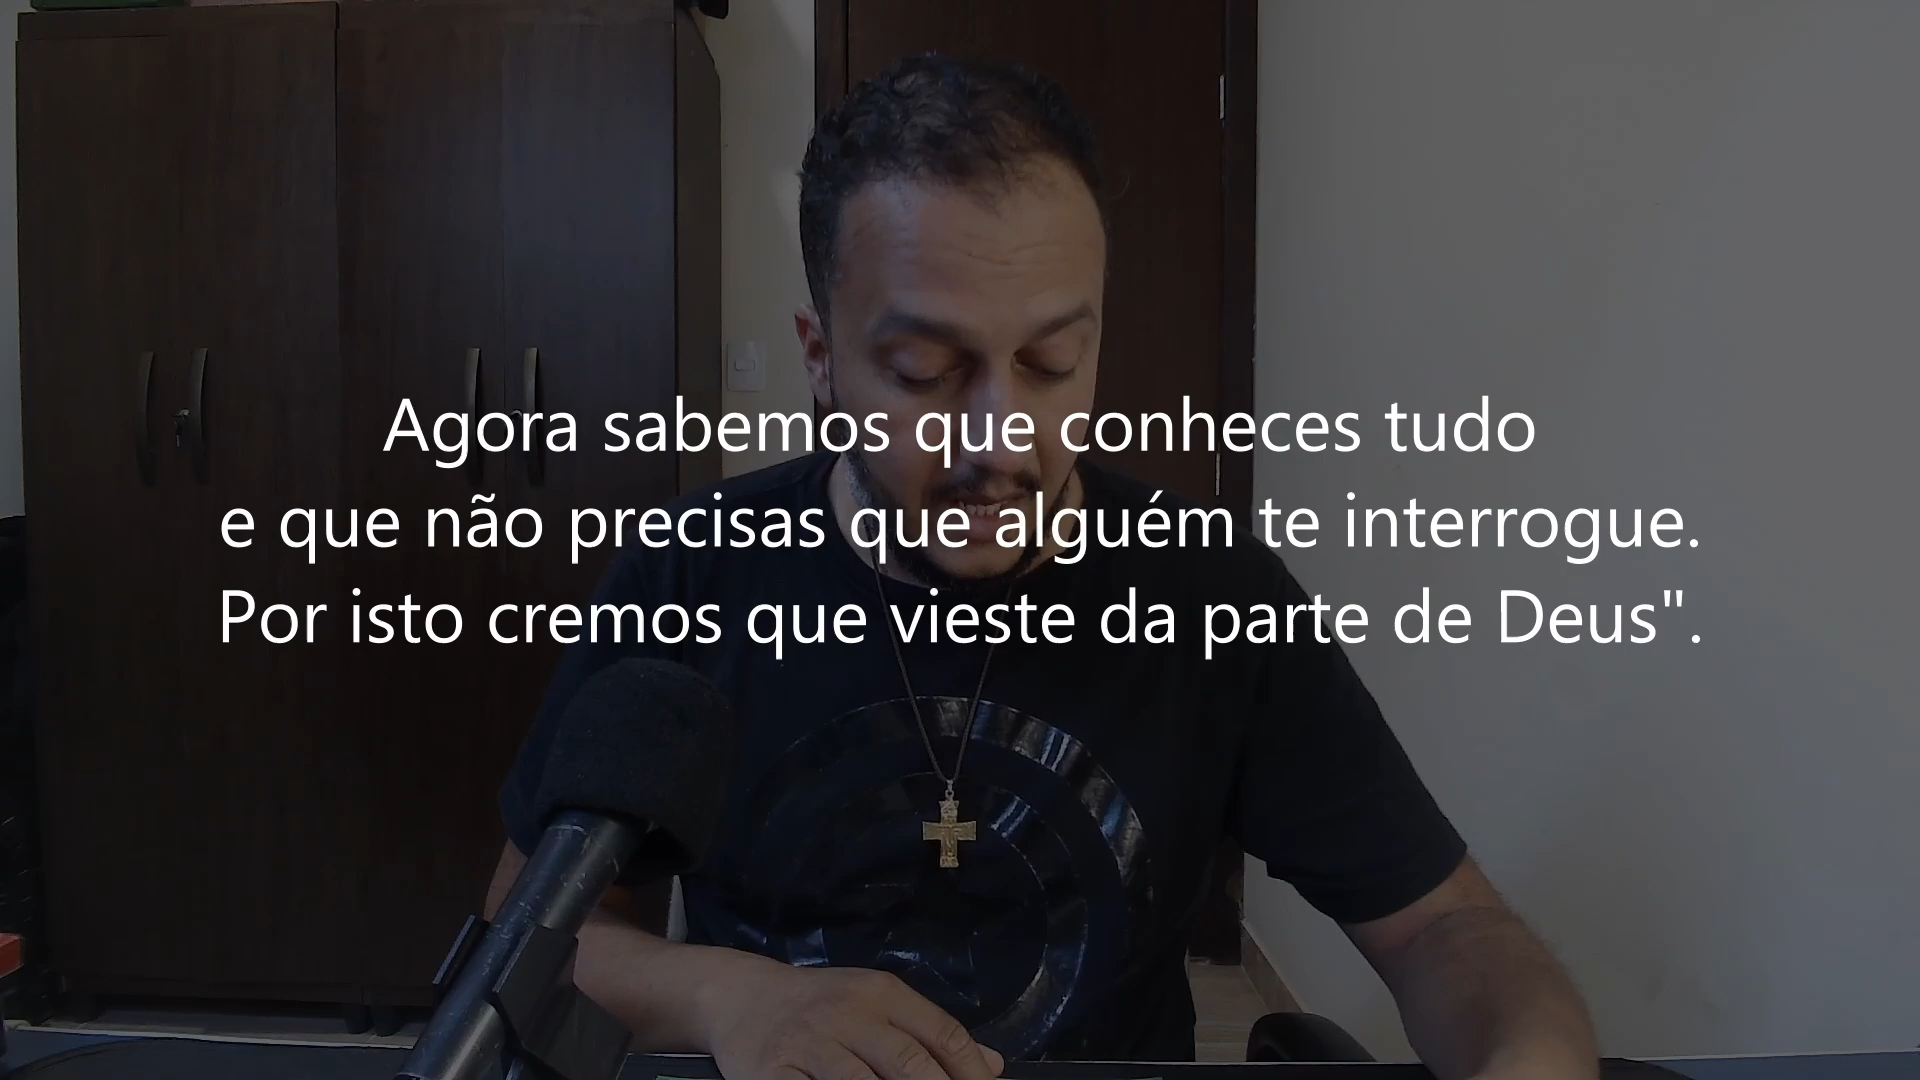 Agora sabemos que conheces tudo
e que não precisas que alguém te interrogue.
Por isto cremos que vieste da parte de Deus".